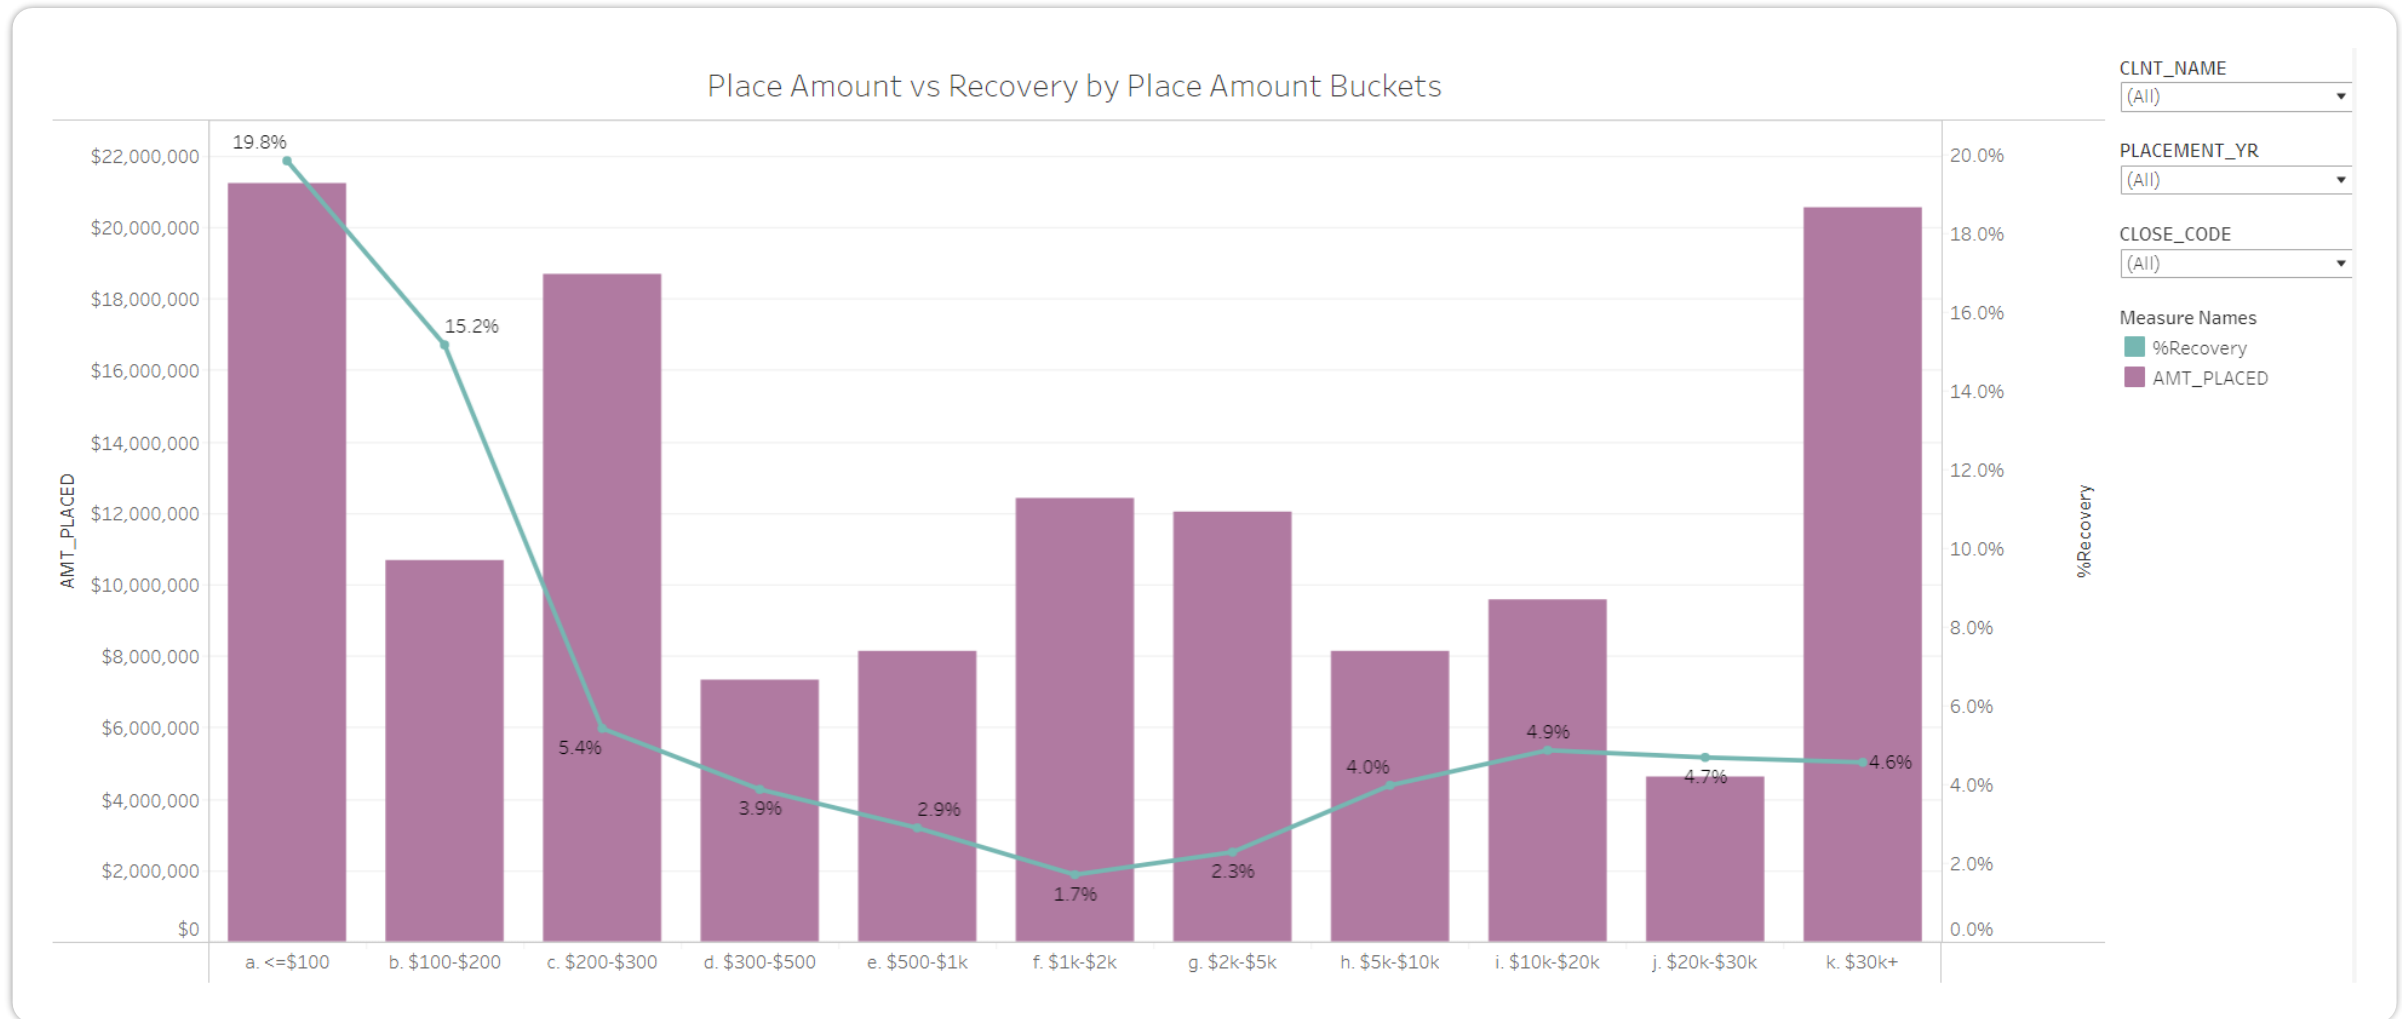 Place Amount vs Recovery by Place Amount Buckets
AMT_PLACED
$22,000,000
$20,000,000
$18,000,000
$16,000,000
$14,000,000
$12,000,000
$10,000,000
$8,000,000
$6,000,000
$4,000,000
$2,000,000
$0
19.8%
15.2%
5.4%
3.9%
2.9%
1.7%
2.3%
4.0%
4.9%
4.7%
4.6%
20.0%
18.0%
16.0%
14.0%
12.0%
10.0%
8.0%
6.0%
4.0%
2.0%
0.0%
%Recovery
a. <=$100
b. $100-$200
c. $200-$300
d. $300-$500
e. $500-$1k
f. $1k-$2k
g. $2k-$5k
h. $5k-$10k
i. $10k-$20k
j. $20k-$30k
k. $30k+
CLNT_NAME
(All)
PLACEMENT_YR
(All)
CLOSE_CODE
(All)
Measure Names
%Recovery
AMT_PLACED